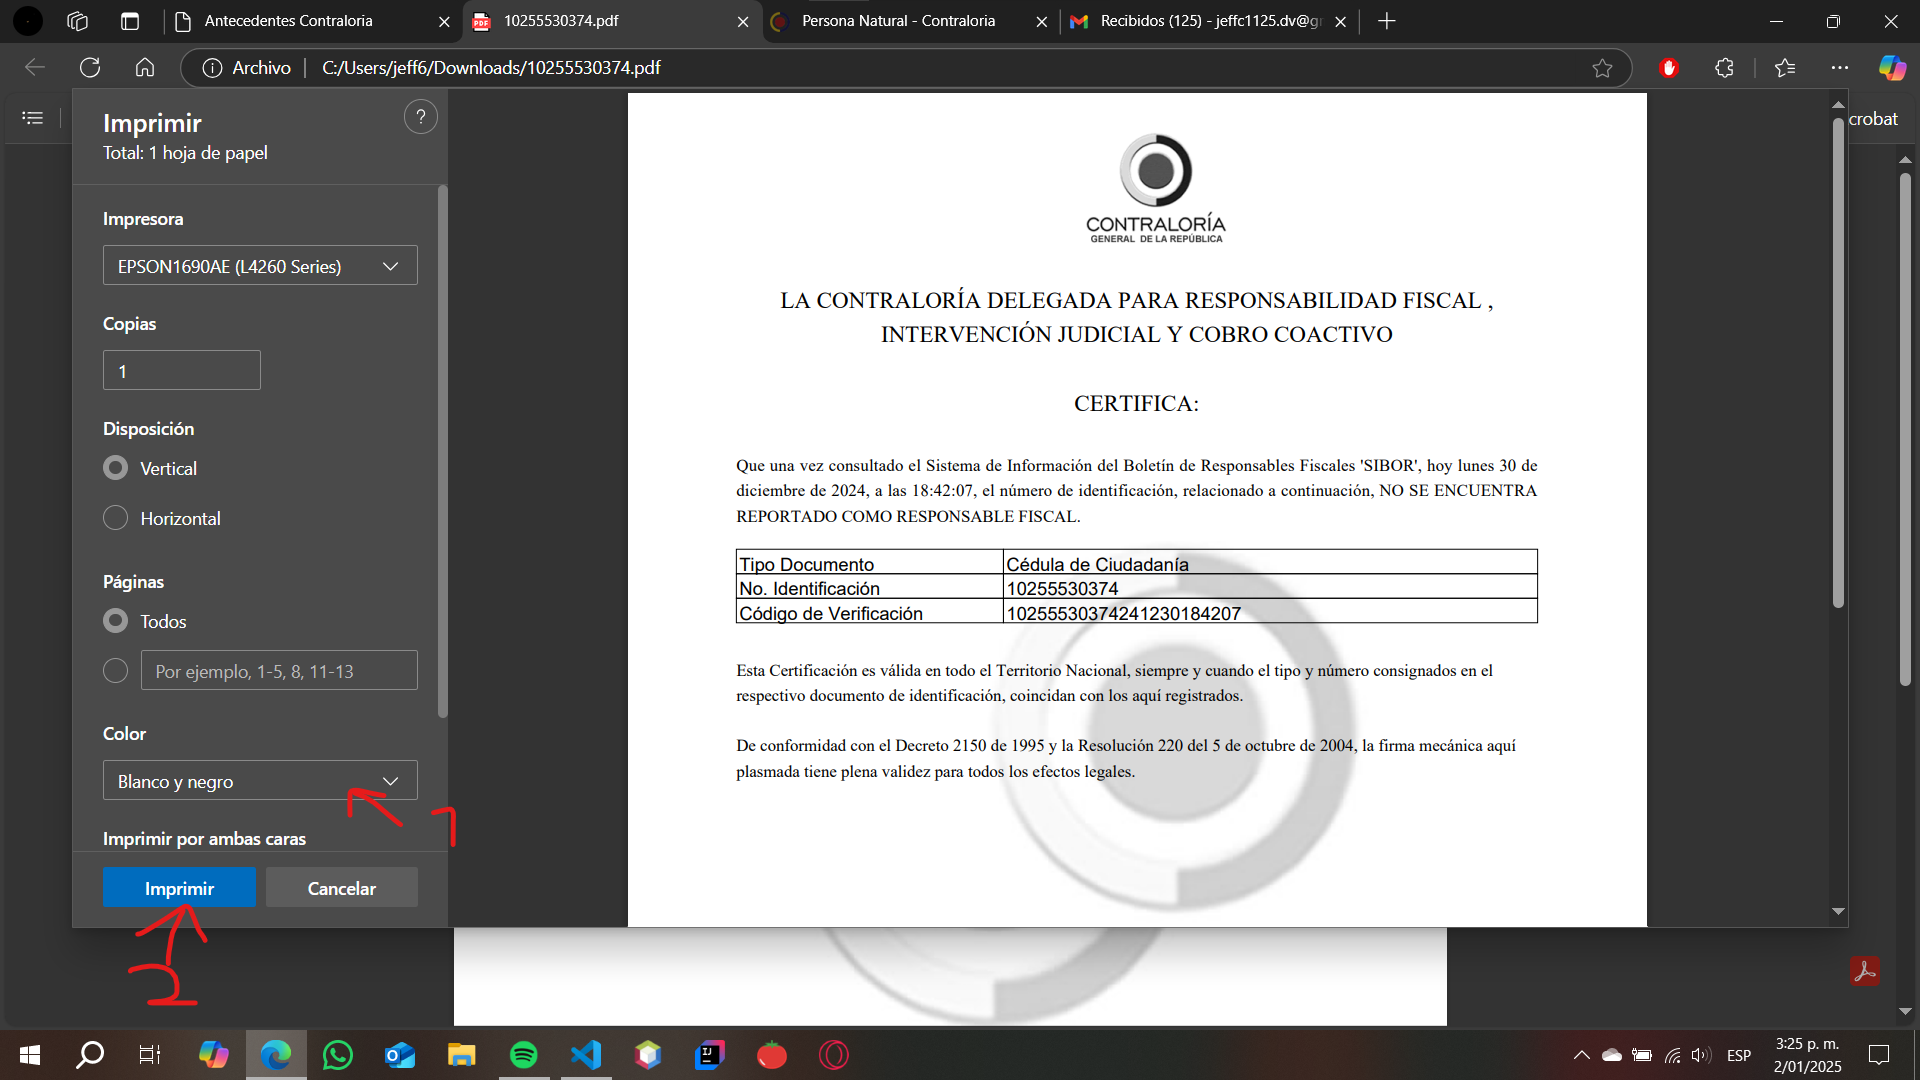 Antecedentes Contraloria
10255530374.pdf
Persona Natural - Contraloria
Recibidos (125) - jeffc1125.dv@gr
Archivo
C:/Users/jeff6/Downloads/10255530374.pdf
crobat
Imprimir
?
Total: 1 hoja de papel
Impresora
EPSON1690AE (L4260 Series)
Copias
1
Disposición
Vertical
Horizontal
Páginas
Todos
Por ejemplo, 1-5, 8, 11-13
Color
Blanco y negro
1
Imprimir por ambas caras
Imprimir
Cancelar
2
CONTRALORÍA
GENERAL DE LA REPÚBLICA
LA CONTRALORÍA DELEGADA PARA RESPONSABILIDAD FISCAL ,
INTERVENCIÓN JUDICIAL Y COBRO COACTIVO
CERTIFICA:
Que una vez consultado el Sistema de Información del Boletín de Responsables Fiscales 'SIBOR', hoy lunes 30 de
diciembre de 2024, a las 18:42:07, el número de identificación, relacionado a continuación, NO SE ENCUENTRA
REPORTADO COMO RESPONSABLE FISCAL.
Tipo Documento Cédula de Ciudadanía
No. Identificación 10255530374
Código de Verificación 10255530374241230184207
Esta Certificación es válida en todo el Territorio Nacional, siempre y cuando el tipo y número consignados en el
respectivo documento de identificación, coincidan con los aquí registrados.
De conformidad con el Decreto 2150 de 1995 y la Resolución 220 del 5 de octubre de 2004, la firma mecánica aquí
plasmada tiene plena validez para todos los efectos legales.
ESP
3:25 p. m.
2/01/2025